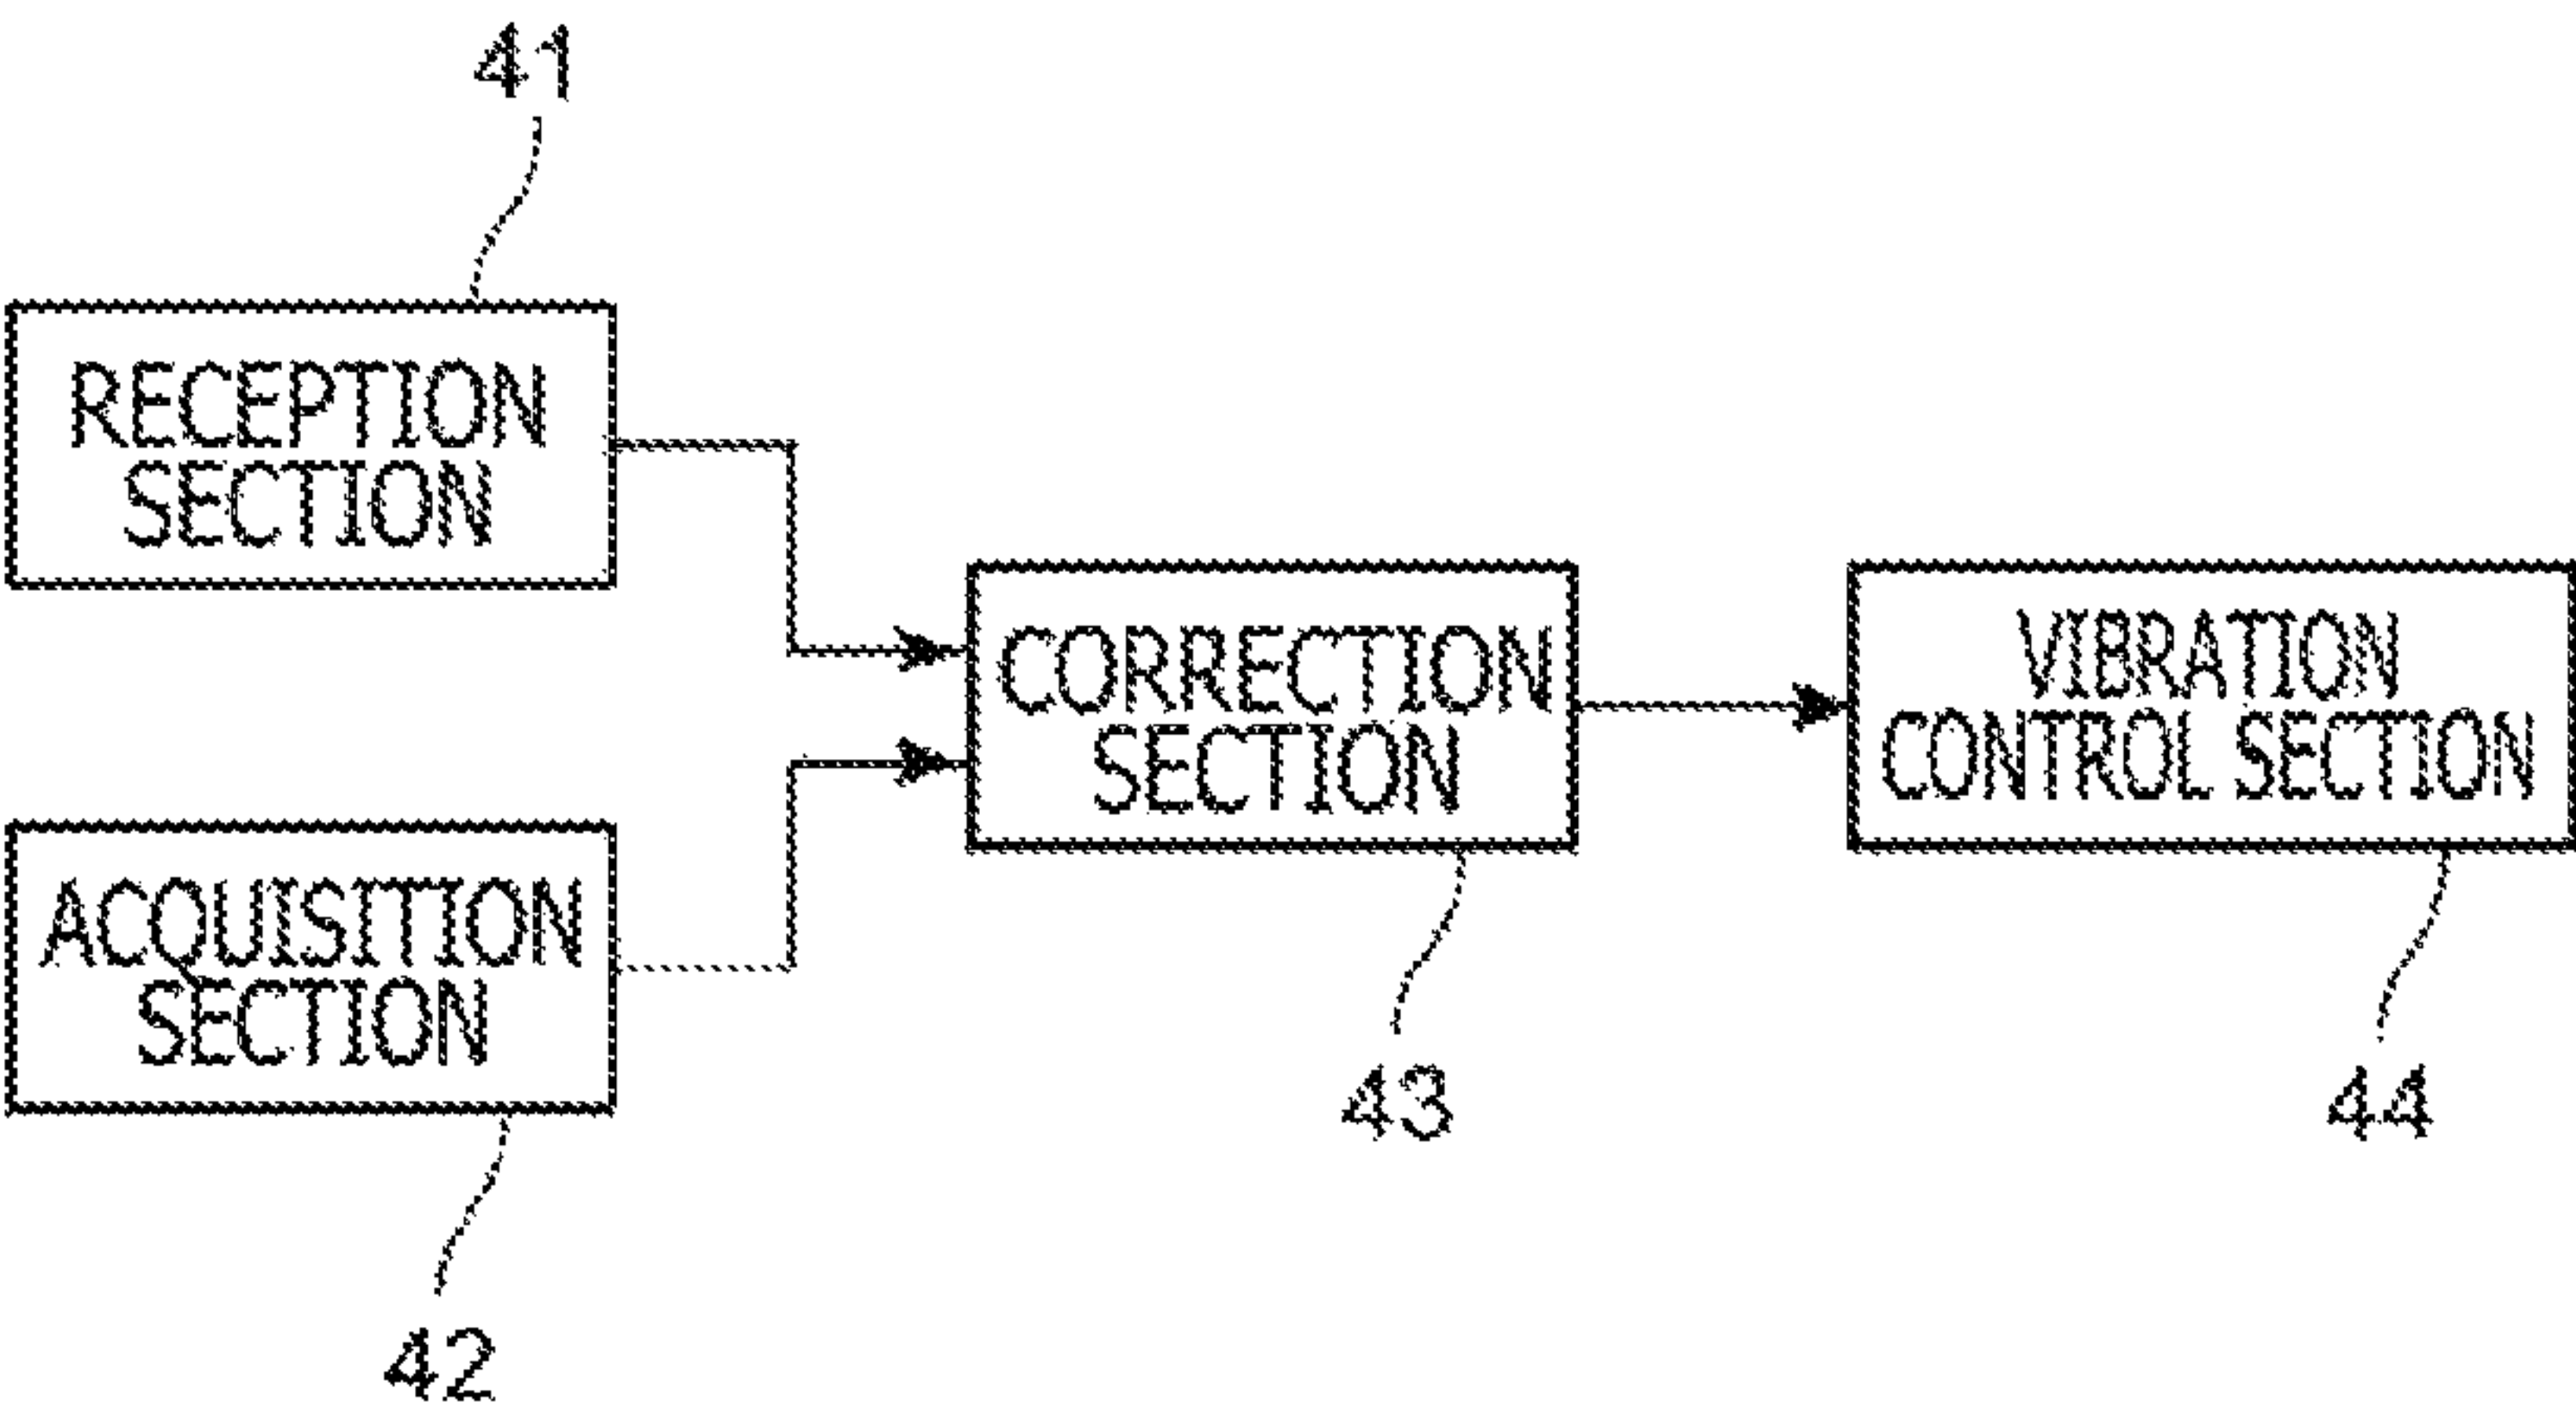 41
RECEPTION
SECTION
ACQUISITION
SECTION
42
CORRECTION
SECTION
43
VIBRATION
CONTROL SECTION
44